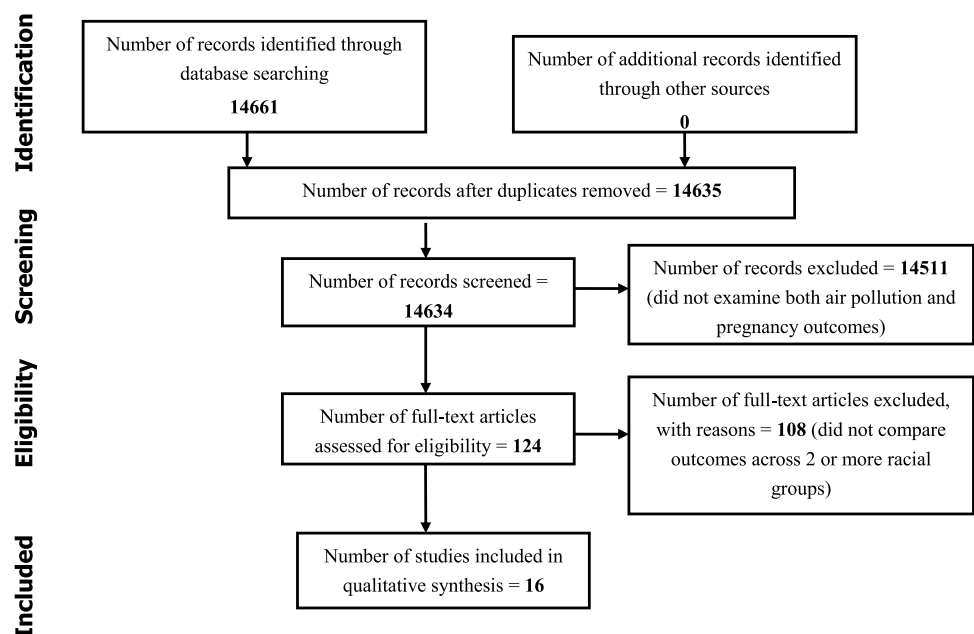 Identification
Number of records identified through
database searching
14661
Number of additional records identified
through other sources
0
Number of records after duplicates removed = 14635
Screening
Number of records screened =
14634
Number of records excluded = 14511
(did not examine both air pollution and
pregnancy outcomes)
Eligibility
Number of full-text articles
assessed for eligibility = 124
Number of full-text articles excluded,
with reasons = 108 (did not compare
outcomes across 2 or more racial
groups)
Included
Number of studies included in
qualitative synthesis = 16